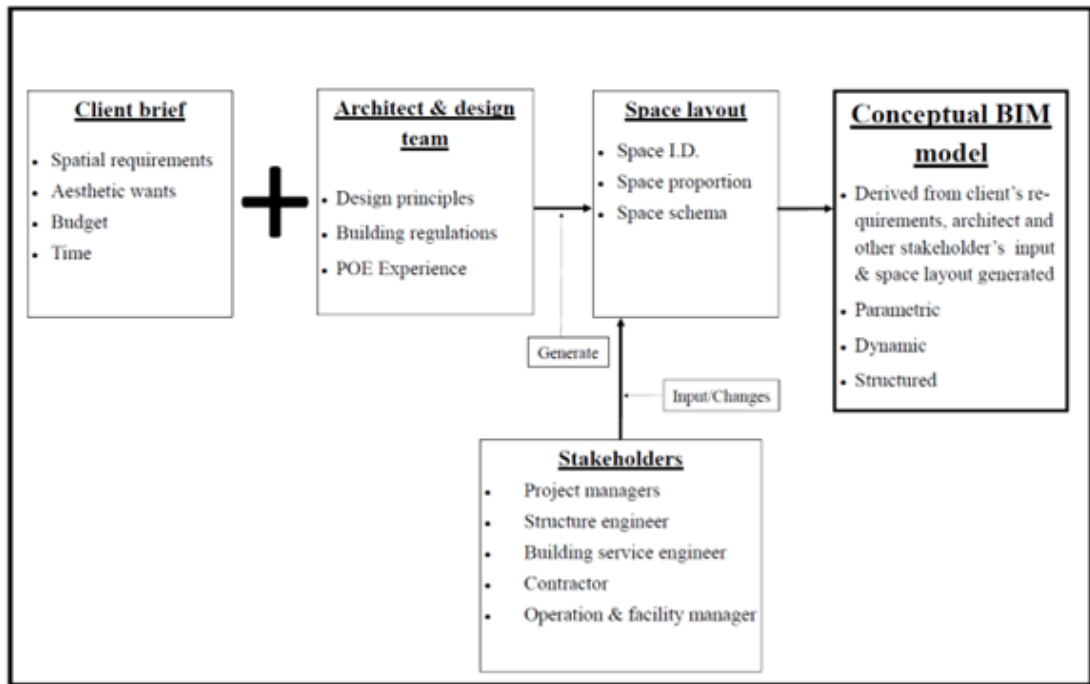 Client brief
• Spatial requirements
• Aesthetic wants
• Budget
• Time
Architect & design
team
• Design principles
• Building regulations
• POE Experience
Space layout
• Space I.D.
• Space proportion
• Space schema
Conceptual BIM
model
• Derived from client's re-
quirements, architect and
other stakeholder's input
& space layout generated
• Parametric
• Dynamic
• Structured
Generate
Input/Changes
Stakeholders
• Project managers
• Structure engineer
• Building service engineer
• Contractor
• Operation & facility manager